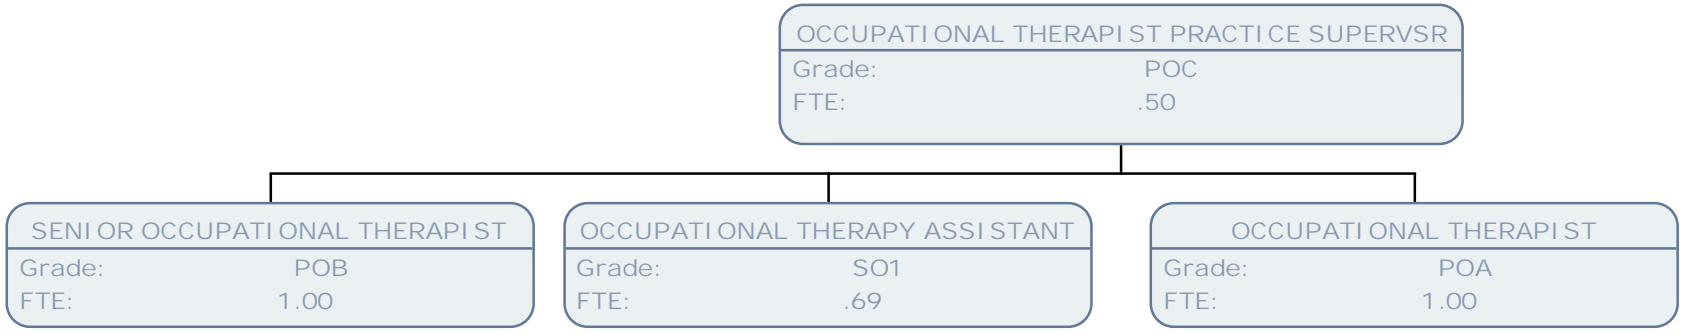 OCCUPATIONAL THERAPIST PRACTICE SUPERVSR
Grade: POC
FTE: .50
SENIOR OCCUPATIONAL THERAPIST
Grade: POB
FTE: 1.00
OCCUPATIONAL THERAPY ASSISTANT
Grade: SO1
FTE: .69
OCCUPATIONAL THERAPIST
Grade: POA
FTE: 1.00